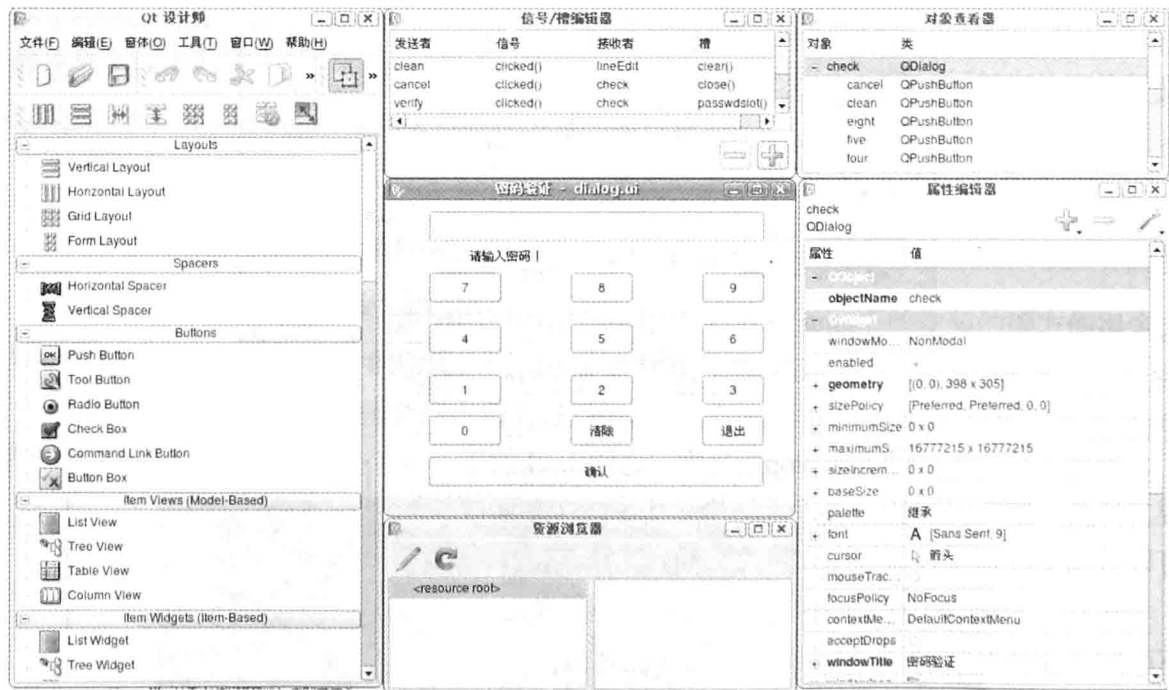 Qt 设计师
文件(F) 编辑(E) 窗体(O) 工具(T) 窗口(W) 帮助(H)
Layouts
Vertical Layout
Horizontal Layout
Grid Layout
Form Layout
Spacers
Horizontal Spacer
Vertical Spacer
Buttons
OK Push Button
Tool Button
Radio Button
Check Box
Command Link Button
Button Box
Item Views (Model-Based)
List View
Tree View
Table View
Column View
Item Widgets (Item-Based)
List Widget
Tree Widget
信号/槽编辑器
发送者 信号 接收者 槽
clean clicked() lineEdit clear()
cancel clicked() check close()
verify clicked() check passwdslot()
密码验证 - dialog.ui
请输入密码
7 8 9
4 5 6
1 2 3
0 清除 退出
确认
资源浏览器
<resource root>
对象查看器
对象 类
check QDialog
cancel QPushButton
clean QPushButton
eight QPushButton
five QPushButton
four QPushButton
属性编辑器
check
QDialog
属性 值
QObject
objectName check
QWidget
windowMo... NonModal
enabled
geometry [(0, 0), 398 x 305]
sizePolicy [Preferred, Preferred, 0, 0]
minimumSize 0 x 0
maximumS... 16777215 x 16777215
sizeIncrem... 0 x 0
baseSize 0 x 0
palette 继承
font A [Sans Serif, 9]
cursor 箭头
mouseTrac...
focusPolicy NoFocus
contextMe... DefaultContextMenu
acceptDrops
windowTitle 密码验证